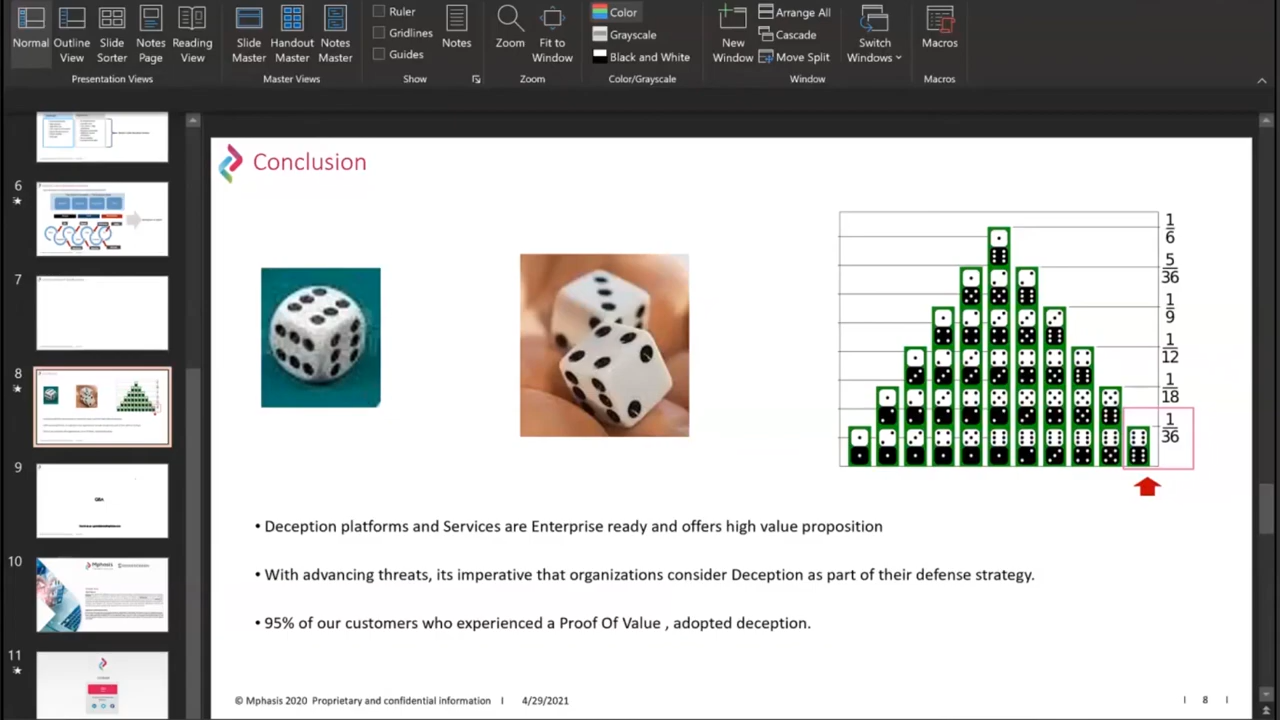 Normal
Outline View
Slide Sorter
Notes Page
Reading View
Presentation Views
Slide Master
Handout Master
Notes Master
Master Views
Ruler
Gridlines
Guides
Show
Notes
Zoom
Fit to Window
Zoom
Color
Grayscale
Black and White
Color/Grayscale
New Window
Arrange All
Cascade
Move Split
Window
Switch Windows
Macros
Macros
6
7
8
9
Q&A
10
Mphasis
11
Conclusion
1/6
5/36
1/9
1/12
1/18
1/36
• Deception platforms and Services are Enterprise ready and offers high value proposition
• With advancing threats, its imperative that organizations consider Deception as part of their defense strategy.
• 95% of our customers who experienced a Proof Of Value , adopted deception.
© Mphasis 2020 Proprietary and confidential information | 4/29/2021
| 8 |